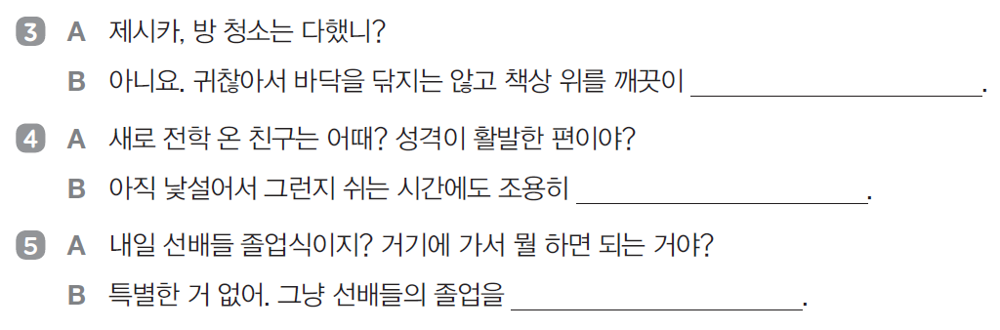 3 A 제시카, 방 청소는 다했니?
B 아니요. 귀찮아서 바닥을 닦지는 않고 책상 위를 깨끗이 ____________________.
4 A 새로 전학 온 친구는 어때? 성격이 활발한 편이야?
B 아직 낯설어서 그런지 쉬는 시간에도 조용히 ____________________.
5 A 내일 선배들 졸업식이지? 거기에 가서 뭘 하면 되는 거야?
B 특별한 거 없어. 그냥 선배들의 졸업을 ____________________.